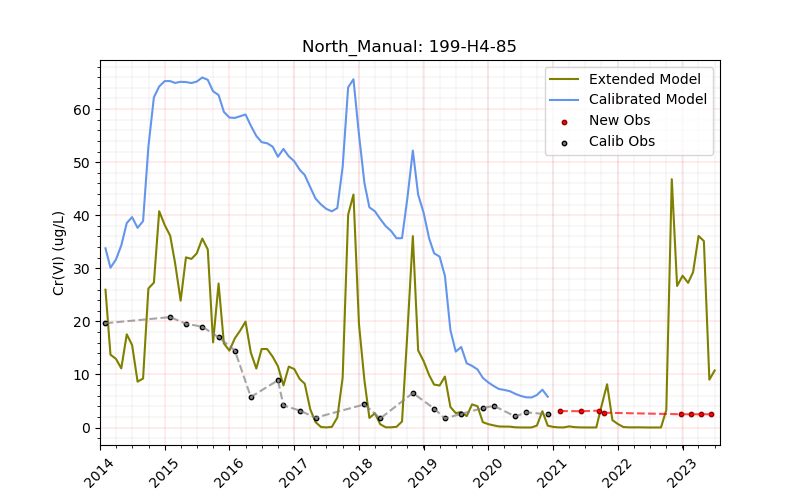 North_Manual: 199-H4-85
Extended Model
Calibrated Model
New Obs
Calib Obs
Cr(VI) (ug/L)
60
50
40
30
20
10
0
2014
2015
2016
2017
2018
2019
2020
2021
2022
2023